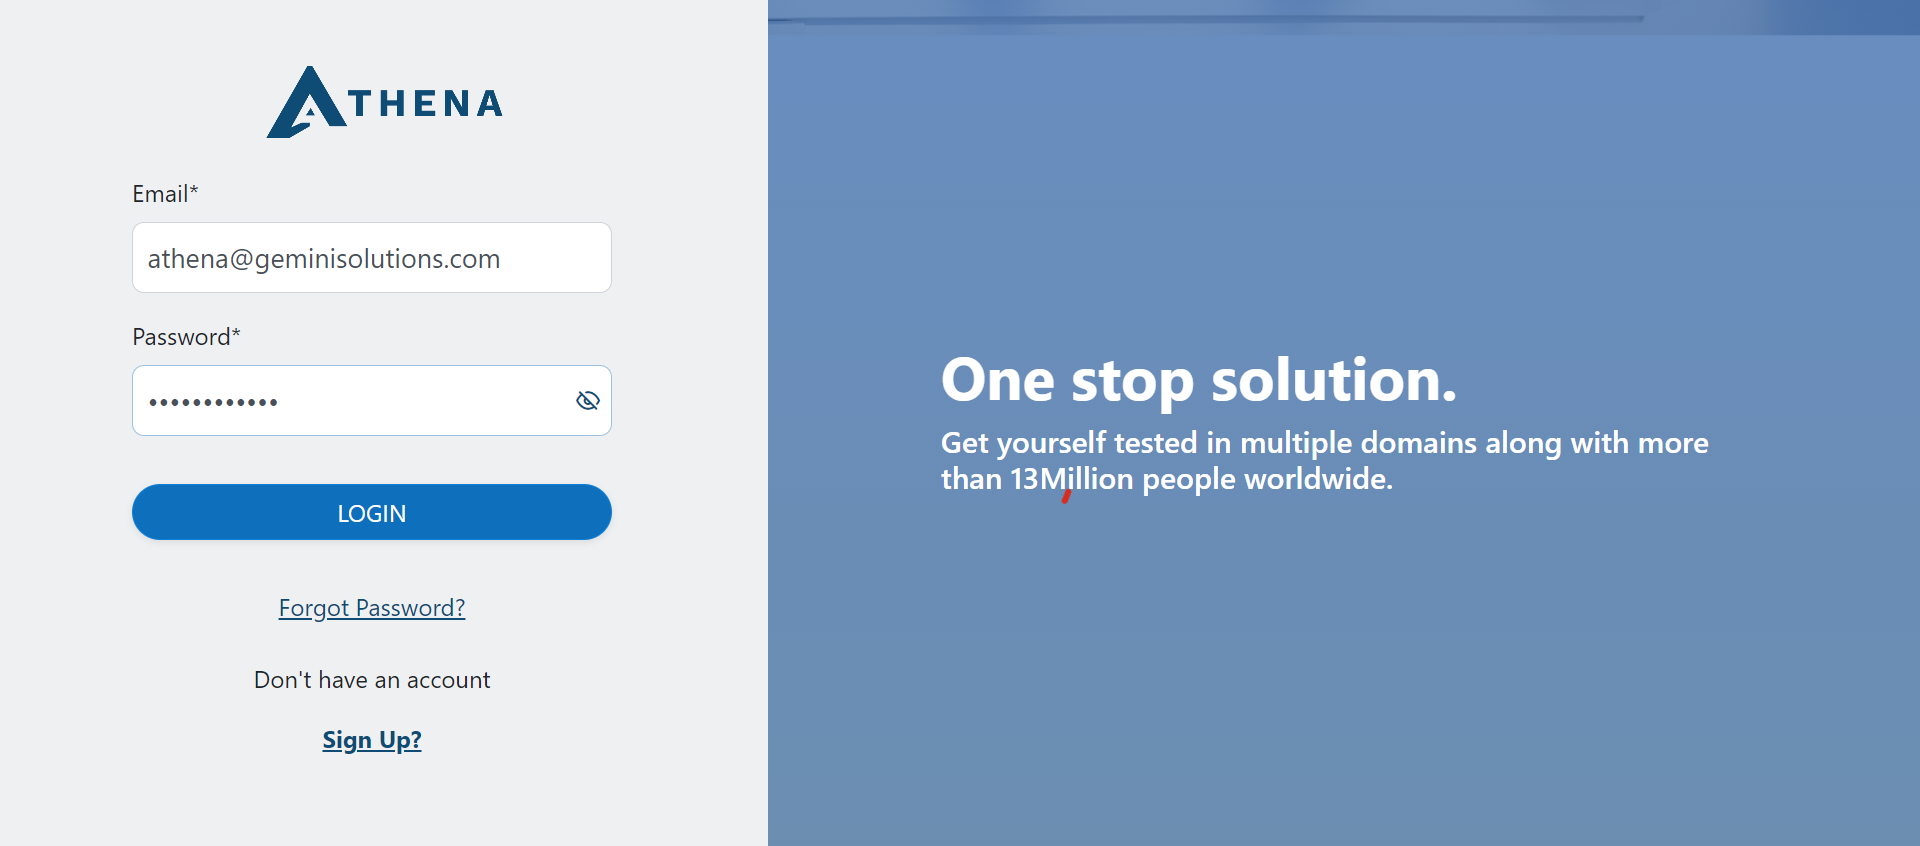 ATHENA
Email*
athena@geminisolutions.com
Password*
••••••••••••
LOGIN
Forgot Password?
Don't have an account
Sign Up?
One stop solution.
Get yourself tested in multiple domains along with more
than 13Million people worldwide.